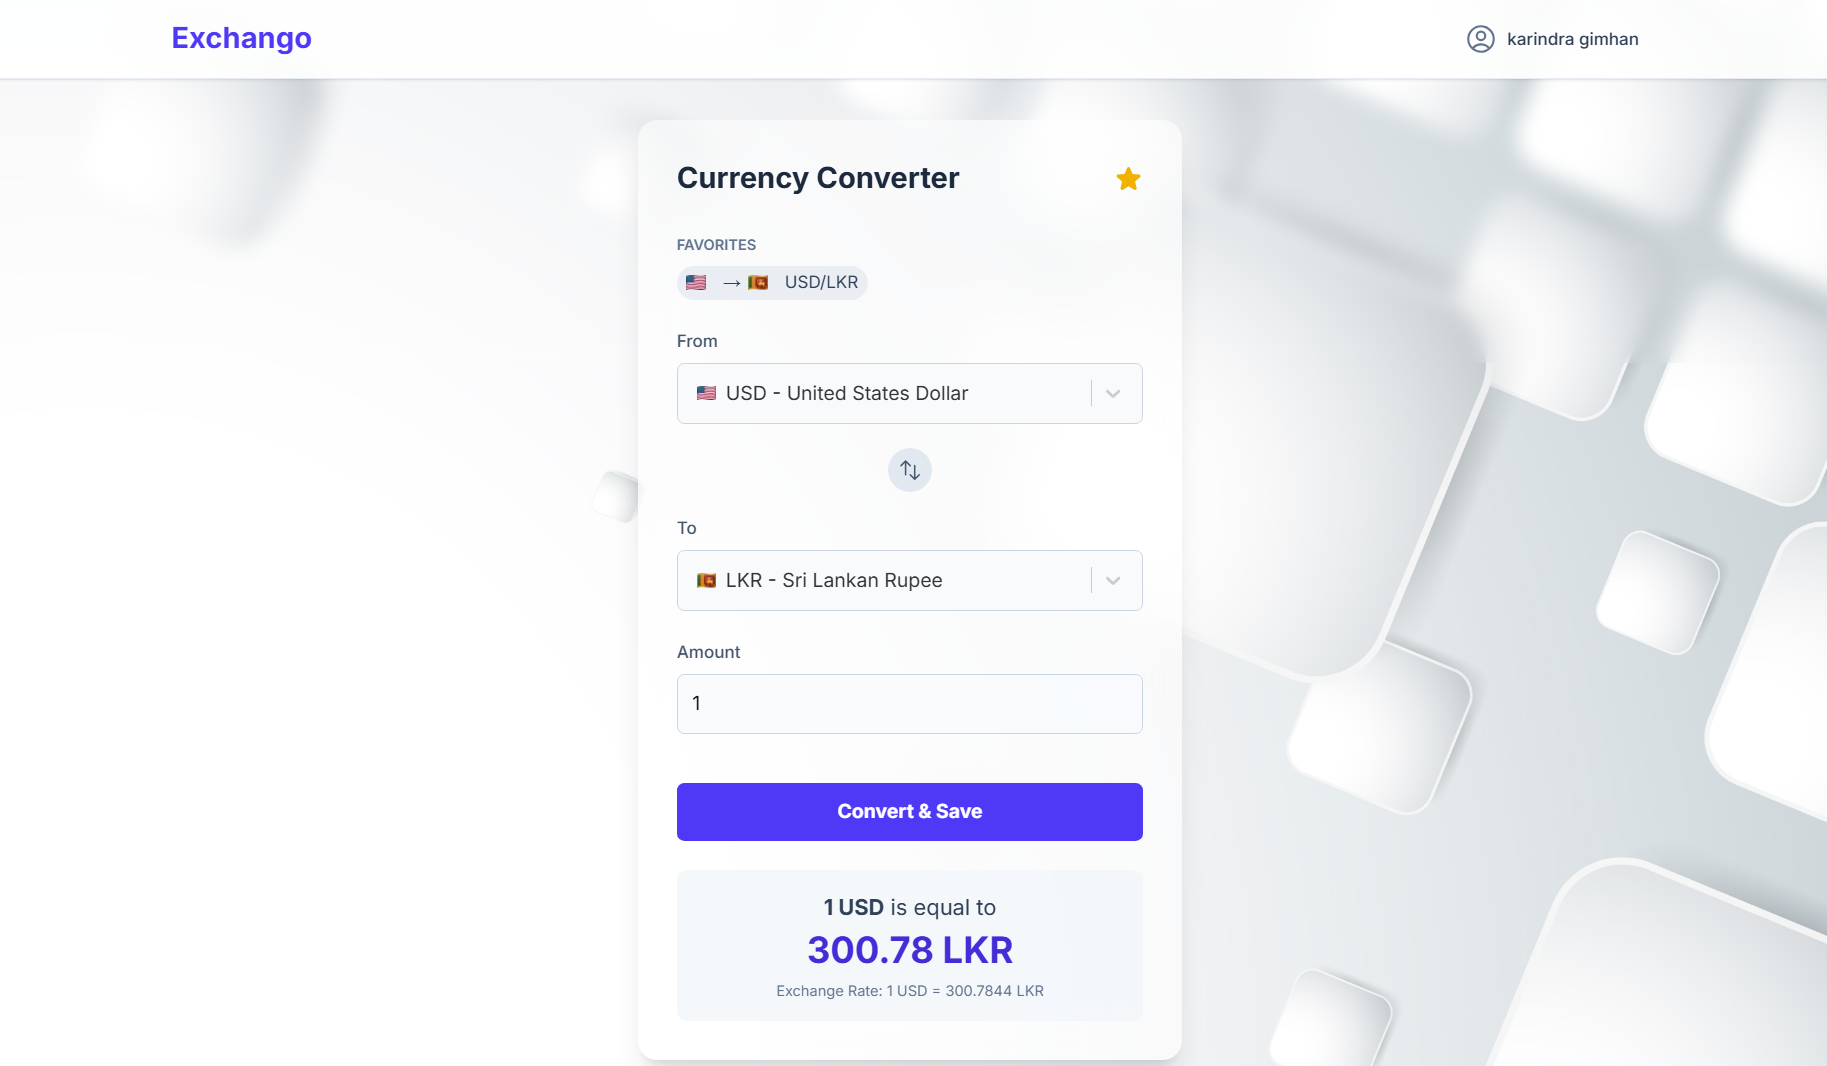 Exchango
karindra gimhan
Currency Converter
FAVORITES
🇺🇸 → 🇱🇰 USD/LKR
From
🇺🇸 USD - United States Dollar
To
🇱🇰 LKR - Sri Lankan Rupee
Amount
1
Convert & Save
1 USD is equal to
300.78 LKR
Exchange Rate: 1 USD = 300.7844 LKR